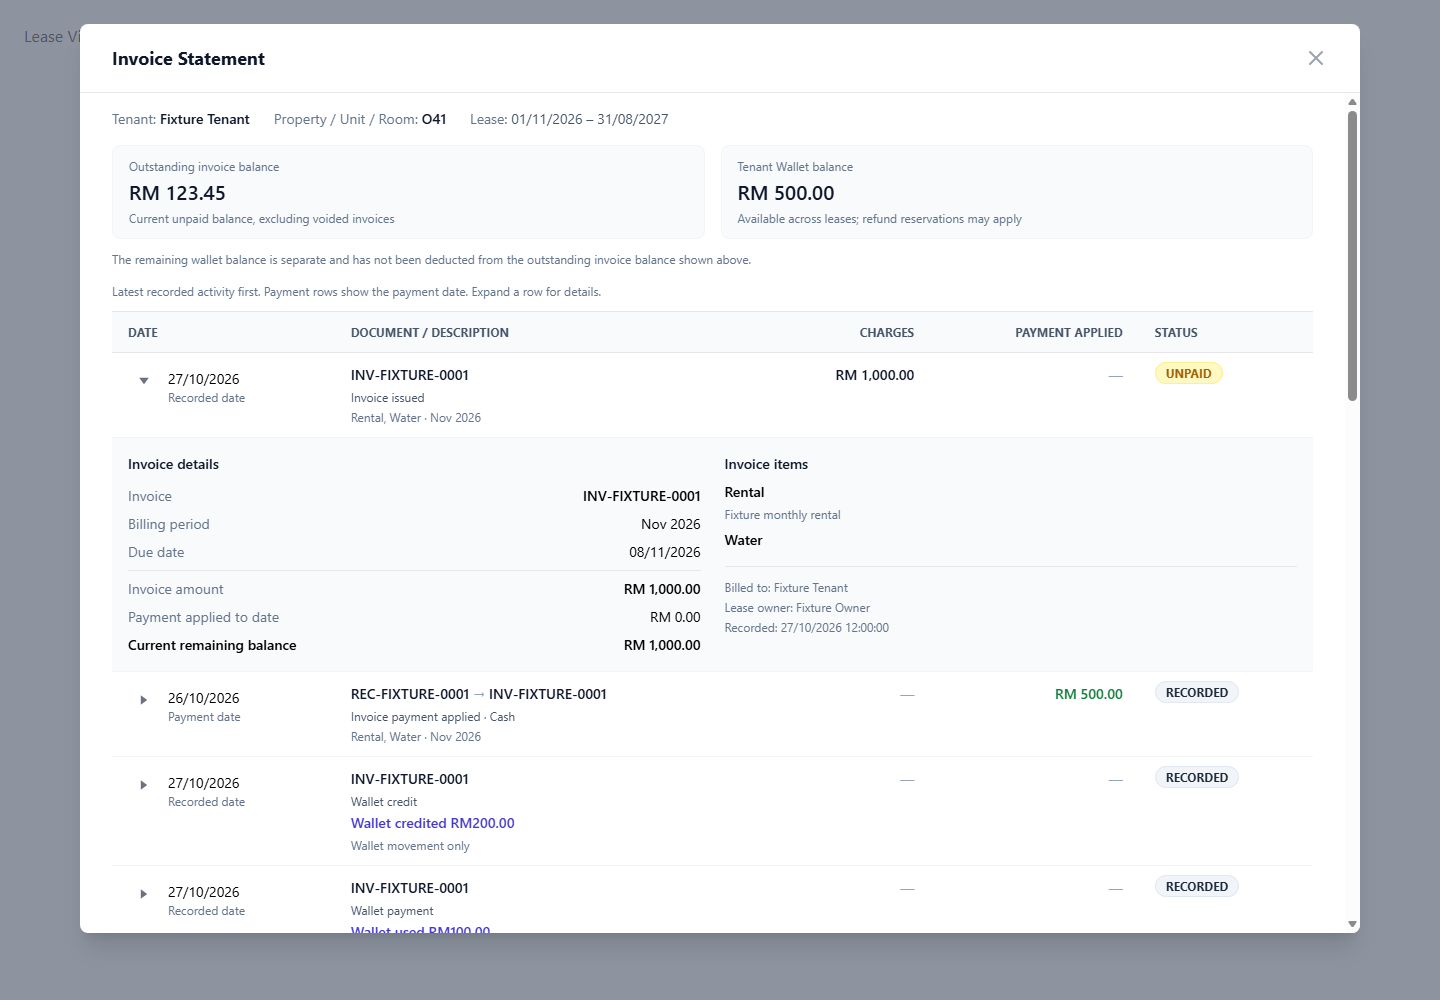 Lease Vi
Invoice Statement
Tenant: Fixture Tenant Property / Unit / Room: O41 Lease: 01/11/2026 – 31/08/2027
Outstanding invoice balance
RM 123.45
Current unpaid balance, excluding voided invoices
Tenant Wallet balance
RM 500.00
Available across leases; refund reservations may apply
The remaining wallet balance is separate and has not been deducted from the outstanding invoice balance shown above.
Latest recorded activity first. Payment rows show the payment date. Expand a row for details.
DATE DOCUMENT / DESCRIPTION CHARGES PAYMENT APPLIED STATUS
27/10/2026 INV-FIXTURE-0001 RM 1,000.00 — UNPAID
Recorded date Invoice issued
Rental, Water · Nov 2026
Invoice details
Invoice INV-FIXTURE-0001
Billing period Nov 2026
Due date 08/11/2026
Invoice amount RM 1,000.00
Payment applied to date RM 0.00
Current remaining balance RM 1,000.00
Invoice items
Rental
Fixture monthly rental
Water
Billed to: Fixture Tenant
Lease owner: Fixture Owner
Recorded: 27/10/2026 12:00:00
26/10/2026 REC-FIXTURE-0001 → INV-FIXTURE-0001 — RM 500.00 RECORDED
Payment date Invoice payment applied · Cash
Rental, Water · Nov 2026
27/10/2026 INV-FIXTURE-0001 — — RECORDED
Recorded date Wallet credit
Wallet credited RM200.00
Wallet movement only
27/10/2026 INV-FIXTURE-0001 — — RECORDED
Recorded date Wallet payment
Wallet used RM100.00